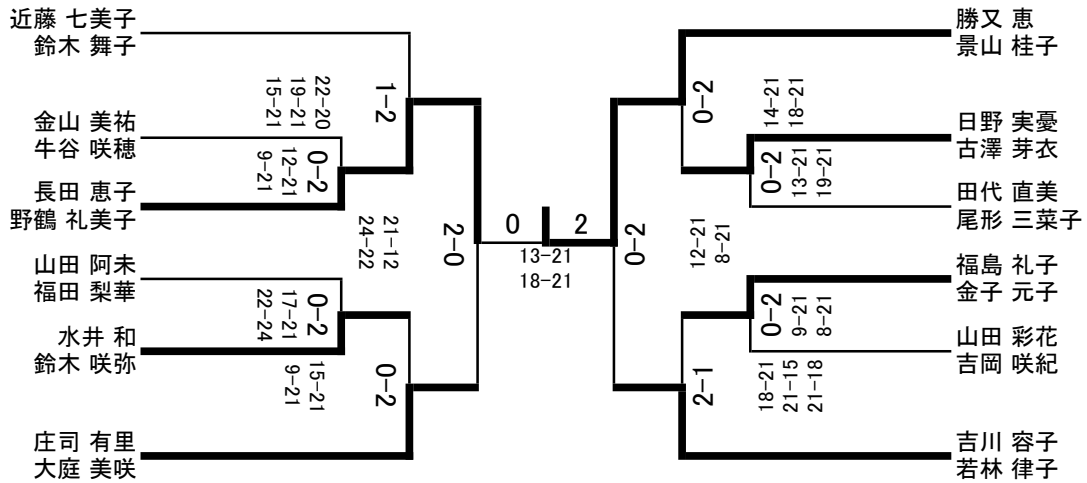 近藤 七美子
鈴木 舞子
金山 美祐
牛谷 咲穂
長田 恵子
野鶴 礼美子
山田 阿未
福田 梨華
水井 和
鈴木 咲弥
庄司 有里
大庭 美咲
1-2
22-20
19-21
15-21
0-2
12-21
9-21
2-0
21-12
24-22
0-2
17-21
22-24
0-2
15-21
9-21
0
2
13-21
18-21
0-2
14-21
18-21
0-2
13-21
19-21
0-2
12-21
8-21
0-2
9-21
8-21
2-1
18-21
21-15
21-18
勝又 恵
景山 桂子
日野 実憂
古澤 芽衣
田代 直美
尾形 三菜子
福島 礼子
金子 元子
山田 彩花
吉岡 咲紀
吉川 容子
若林 律子